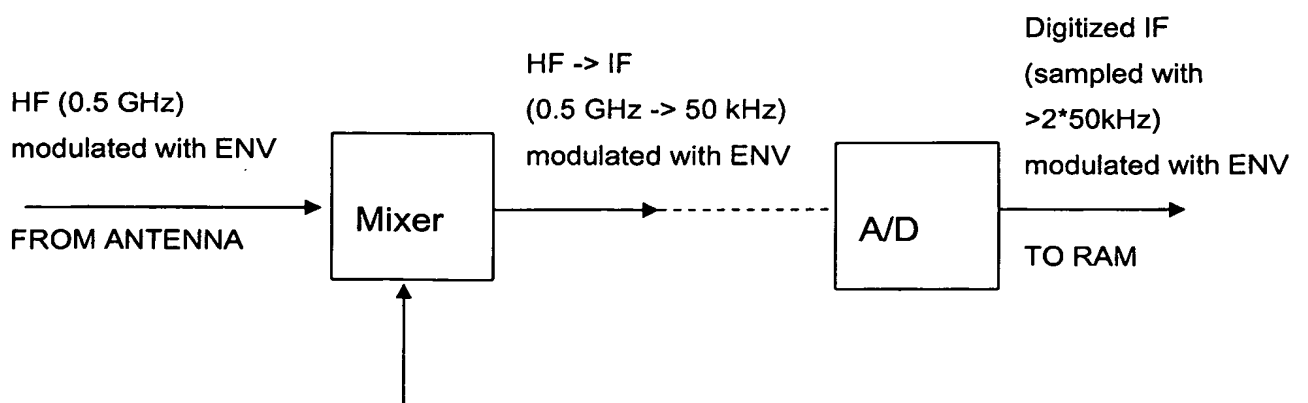 HF (0.5 GHz)
modulated with ENV
FROM ANTENNA
Mixer
HF -> IF
(0.5 GHz -> 50 kHz)
modulated with ENV
A/D
Digitized IF
(sampled with
>2*50kHz)
modulated with ENV
TO RAM